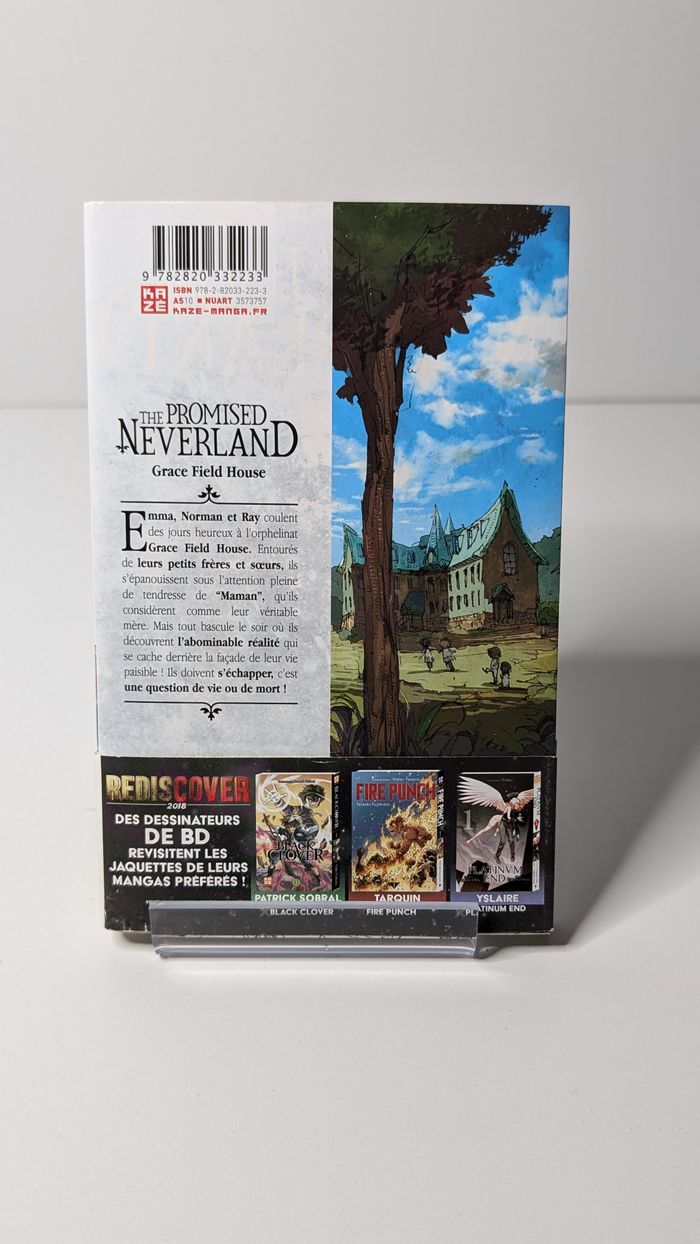 9 782820 332233
KAZÉ
ISBN 978-2-82033-223-3
AS10 ■ NUART 3573757
KAZE-MANGA.FR
THE PROMISED
NEVERLAND
Grace Field House
Emma, Norman et Ray coulent
des jours heureux à l'orphelinat
Grace Field House. Entourés
de leurs petits frères et sœurs, ils
s'épanouissent sous l'attention pleine
de tendresse de “Maman”, qu'ils
considèrent comme leur véritable
mère. Mais tout bascule le soir où ils
découvrent l'abominable réalité qui
se cache derrière la façade de leur vie
paisible ! Ils doivent s'échapper, c'est
une question de vie ou de mort !
REDISCOVER
2018
DES DESSINATEURS
DE BD
REVISITENT LES
JAQUETTES DE LEURS
MANGAS PRÉFÉRÉS !
BLACK
CLOVER
PATRICK SOBRAL
BLACK CLOVER
FIRE PUNCH
TARQUIN
FIRE PUNCH
1
PLATINUM
END
YSLAIRE
PLATINUM END